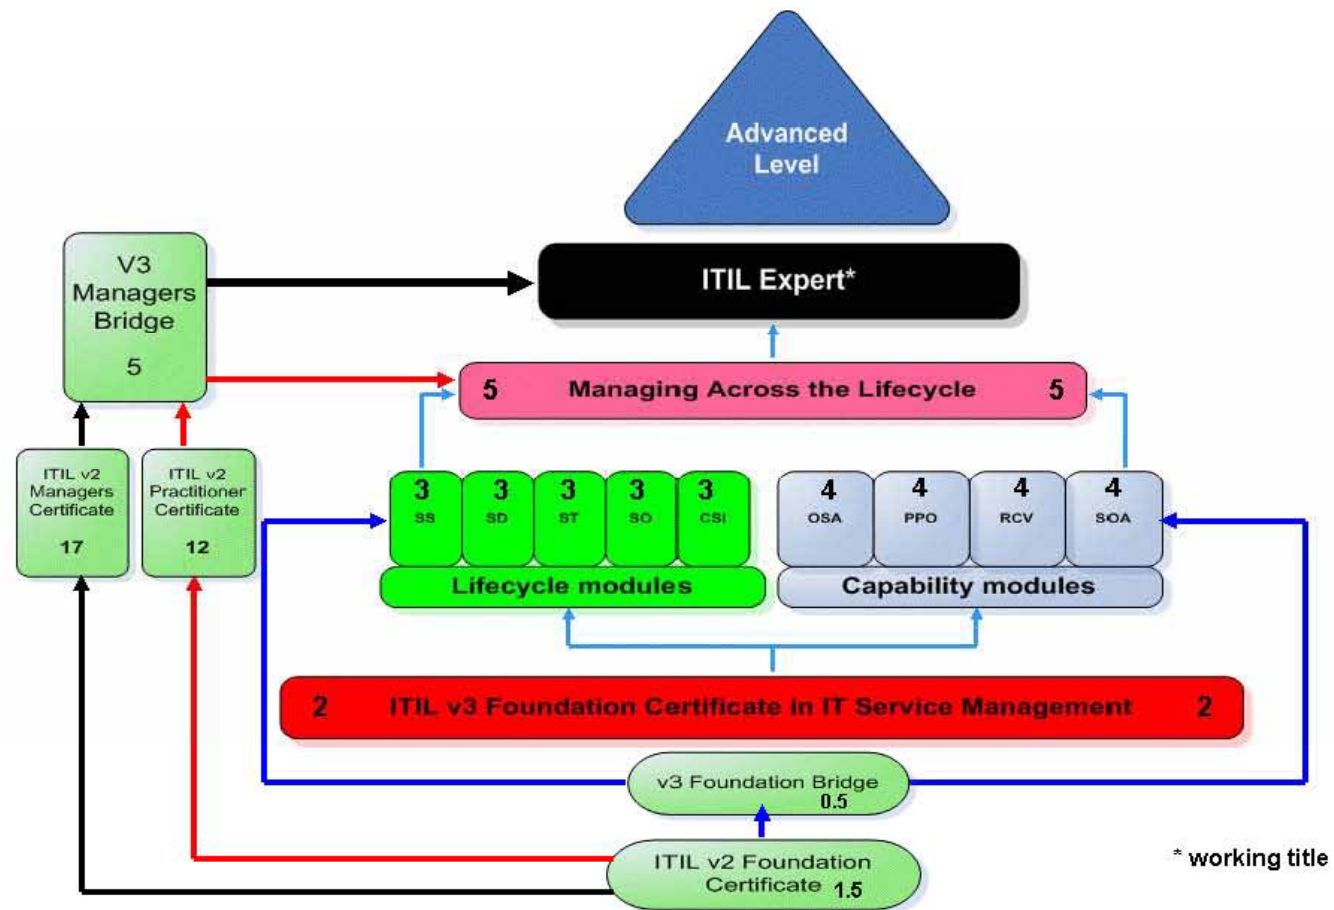 Advanced
Level
ITIL Expert*
V3
Managers
Bridge
5
5 Managing Across the Lifecycle 5
ITIL v2
Managers
Certificate
17
ITIL v2
Practitioner
Certificate
12
3 3 3 3 3
SS SD ST SO CSI
Lifecycle modules
4 4 4 4
OSA PPO RCV SOA
Capability modules
2 ITIL v3 Foundation Certificate in IT Service Management 2
v3 Foundation Bridge
0.5
ITIL v2 Foundation
Certificate 1.5
* working title